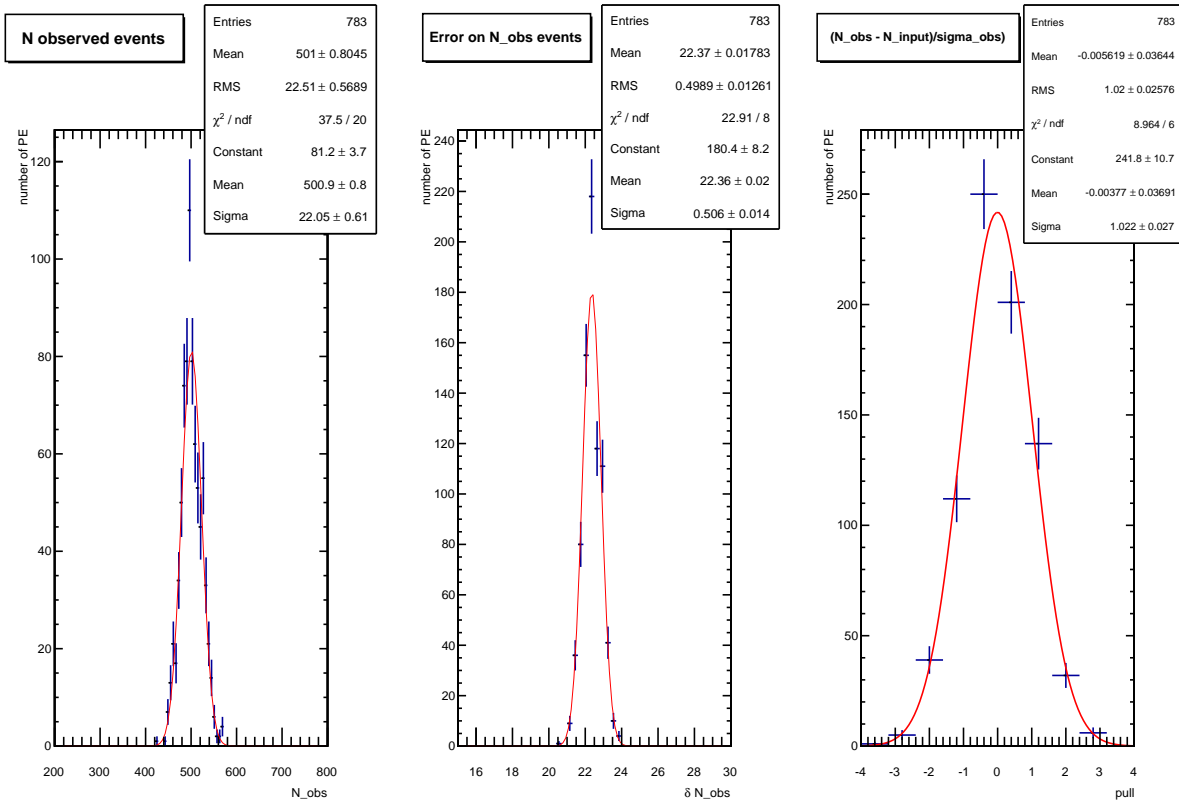 N observed events
Entries 783
Mean 501 ± 0.8045
RMS 22.51 ± 0.5689
χ² / ndf 37.5 / 20
Constant 81.2 ± 3.7
Mean 500.9 ± 0.8
Sigma 22.05 ± 0.61
number of PE
120
100
80
60
40
20
0
200 300 400 500 600 700 800
N_obs
Error on N_obs events
Entries 783
Mean 22.37 ± 0.01783
RMS 0.4989 ± 0.01261
χ² / ndf 22.91 / 8
Constant 180.4 ± 8.2
Mean 22.36 ± 0.02
Sigma 0.506 ± 0.014
number of PE
240
220
200
180
160
140
120
100
80
60
40
20
0
16 18 20 22 24 26 28 30
δ N_obs
(N_obs - N_input)/sigma_obs)
Entries 783
Mean -0.005619 ± 0.03644
RMS 1.02 ± 0.02576
χ² / ndf 8.964 / 6
Constant 241.8 ± 10.7
Mean -0.00377 ± 0.03691
Sigma 1.022 ± 0.027
number of PE
250
200
150
100
50
0
-4 -3 -2 -1 0 1 2 3 4
pull